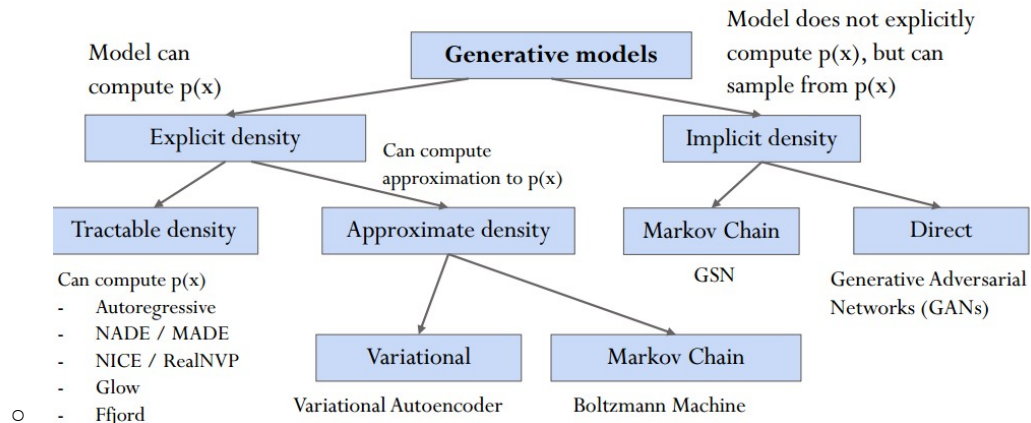 Generative models
Model can
compute p(x)
Model does not explicitly
compute p(x), but can
sample from p(x)
Explicit density
Implicit density
Can compute
approximation to p(x)
Tractable density
Approximate density
Markov Chain
Direct
Can compute p(x)
- Autoregressive
- NADE / MADE
- NICE / RealNVP
- Glow
- Ffjord
GSN
Generative Adversarial
Networks (GANs)
Variational
Markov Chain
Variational Autoencoder
Boltzmann Machine